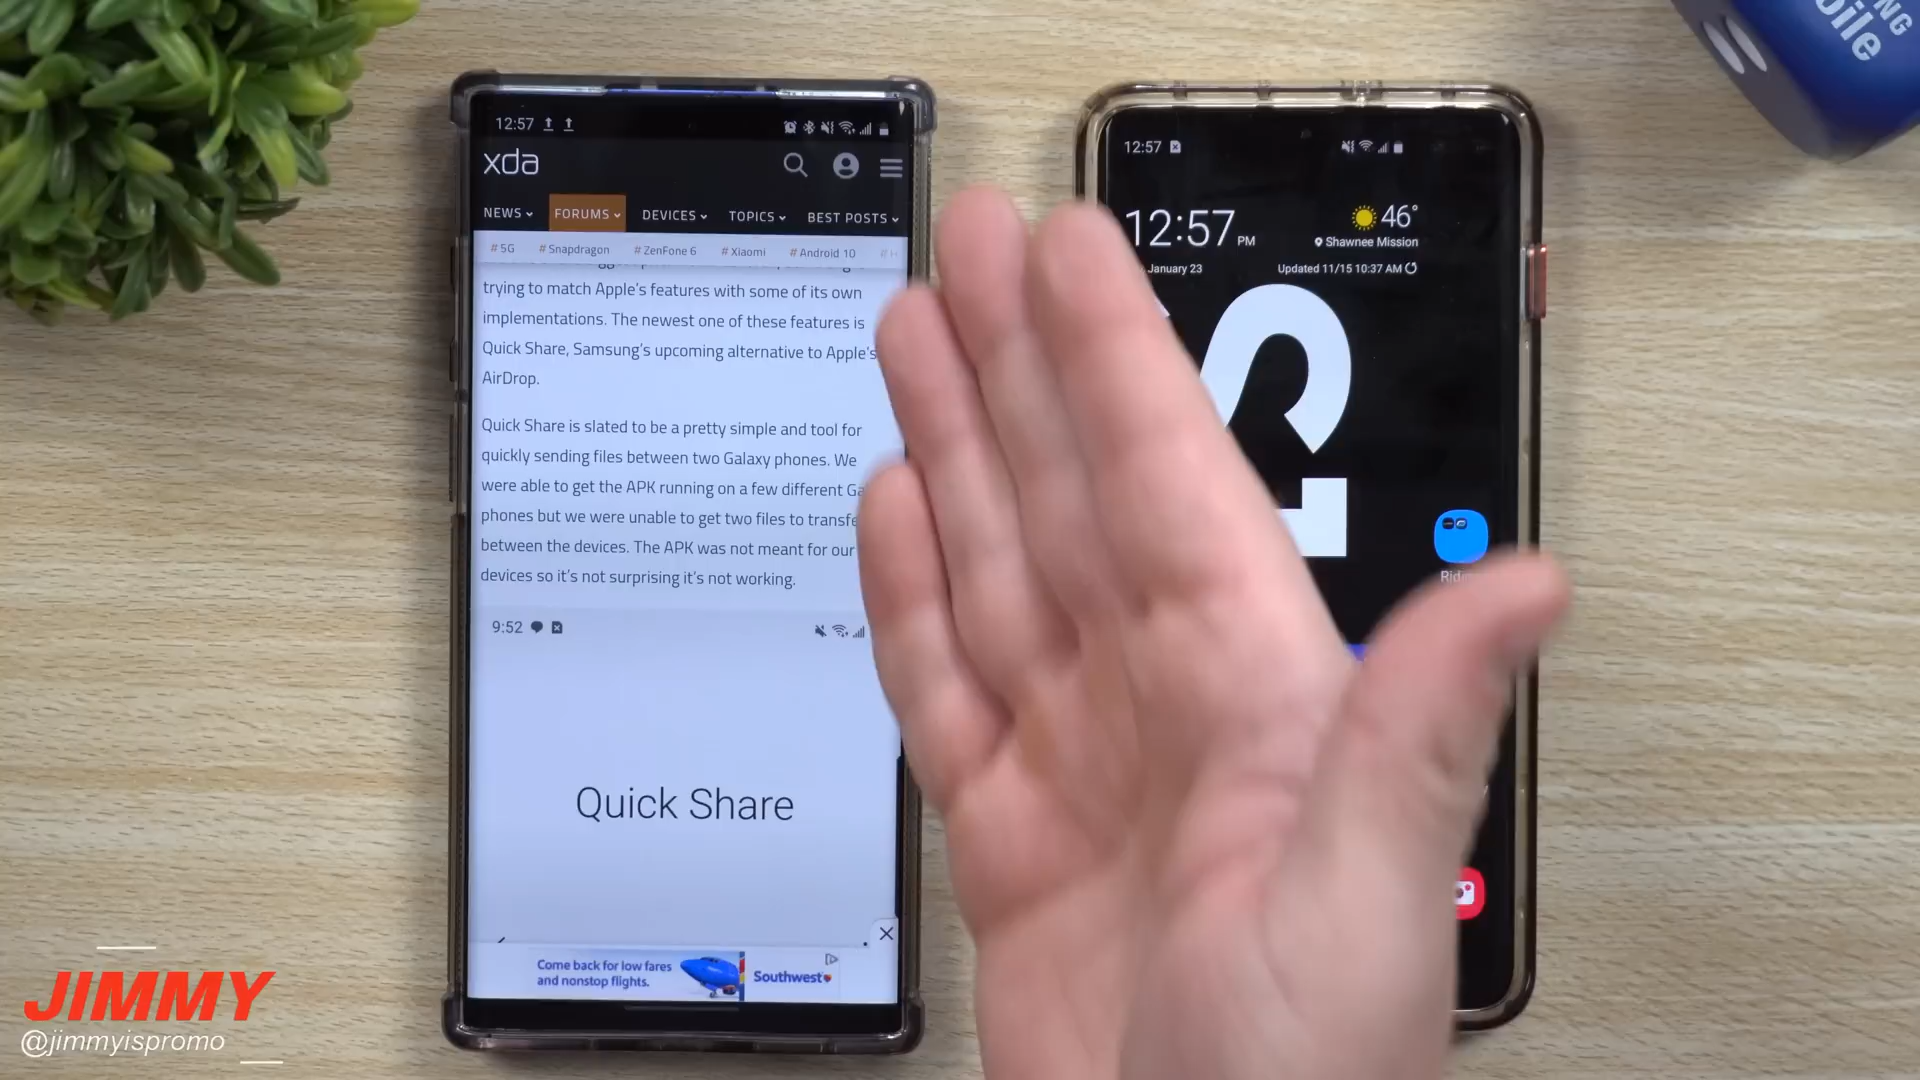 NG
bile
12:57
xda
NEWS FORUMS DEVICES TOPICS BEST POSTS
#5G #Snapdragon #ZenFone 6 #Xiaomi #Android 10 #H
trying to match Apple's features with some of its own
implementations. The newest one of these features is
Quick Share, Samsung's upcoming alternative to Apple's
AirDrop.
Quick Share is slated to be a pretty simple and tool for
quickly sending files between two Galaxy phones. We
were able to get the APK running on a few different Ga
phones but we were unable to get two files to transfe
between the devices. The APK was not meant for our
devices so it's not surprising it's not working.
9:52
Quick Share
Come back for low fares
and nonstop flights.
Southwest
12:57
12:57 PM
46°
Shawnee Mission
January 23
Updated 11/15 10:37 AM
JIMMY
@jimmyispromo